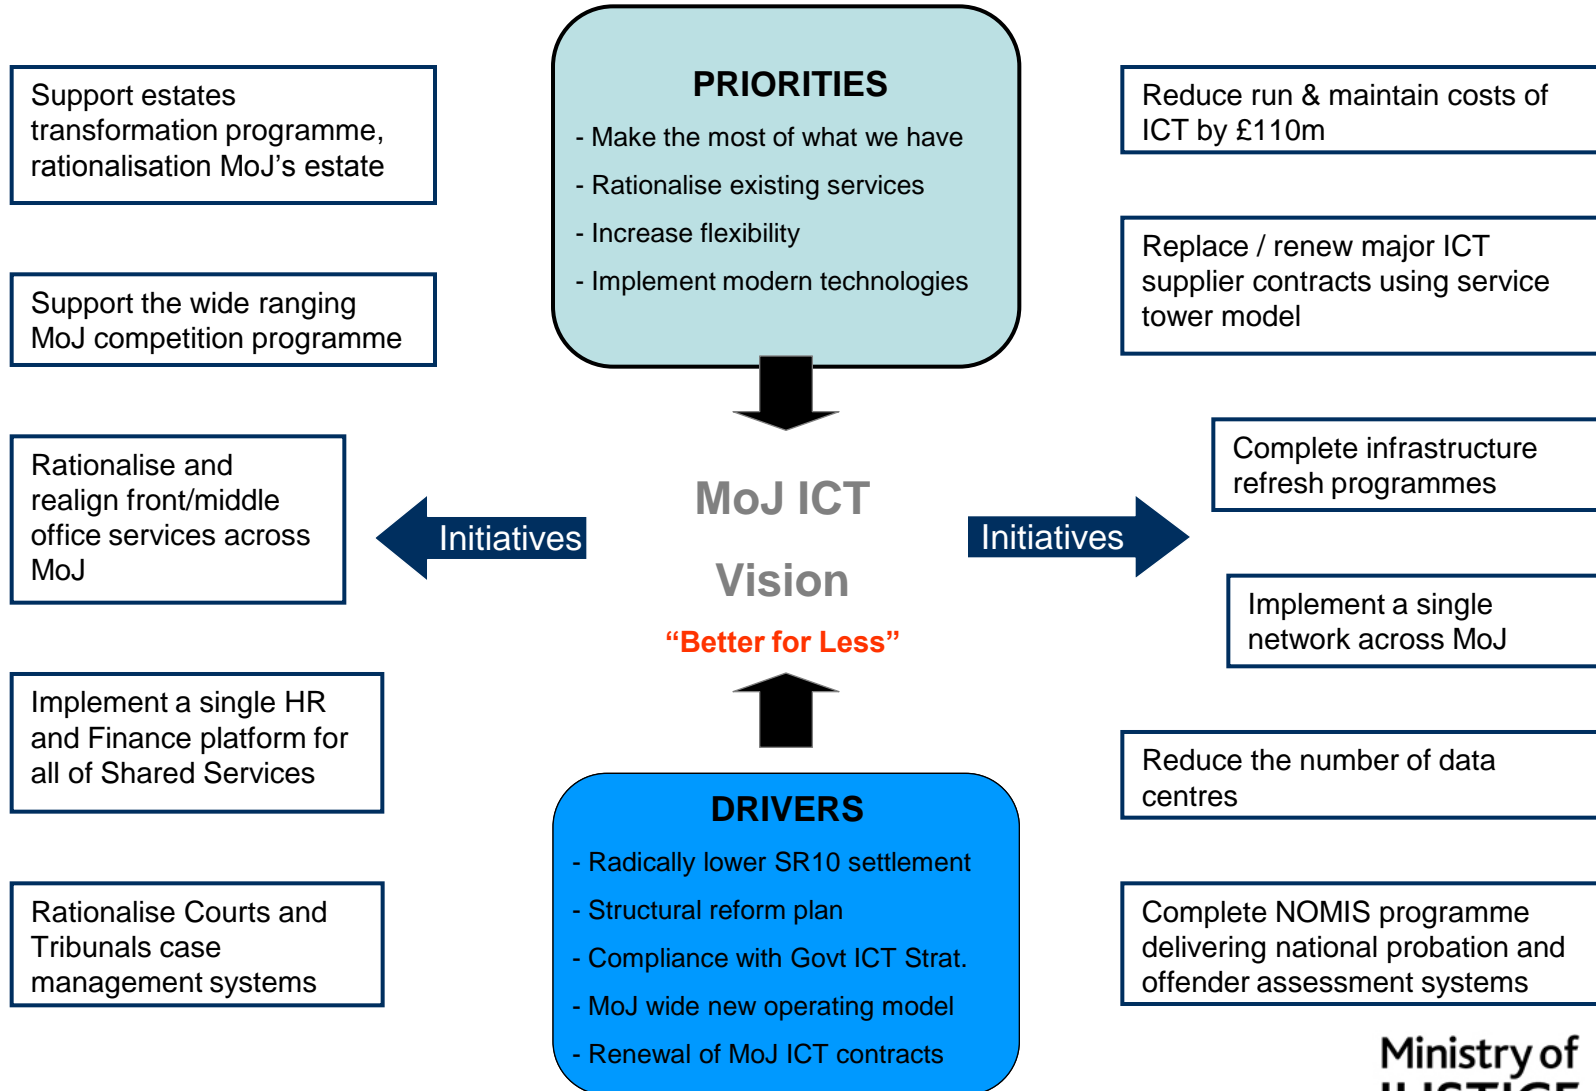 Support estates
transformation programme,
rationalisation MoJ's estate
Support the wide ranging
MoJ competition programme
Rationalise and
realign front/middle
office services across
MoJ
Implement a single HR
and Finance platform for
all of Shared Services
Rationalise Courts and
Tribunals case
management systems
PRIORITIES
- Make the most of what we have
- Rationalise existing services
- Increase flexibility
- Implement modern technologies
Initiatives
MoJ ICT
Vision
“Better for Less”
Initiatives
DRIVERS
- Radically lower SR10 settlement
- Structural reform plan
- Compliance with Govt ICT Strat.
- MoJ wide new operating model
- Renewal of MoJ ICT contracts
Reduce run & maintain costs of
ICT by £110m
Replace / renew major ICT
supplier contracts using service
tower model
Complete infrastructure
refresh programmes
Implement a single
network across MoJ
Reduce the number of data
centres
Complete NOMIS programme
delivering national probation and
offender assessment systems
Ministry of
JUSTICE